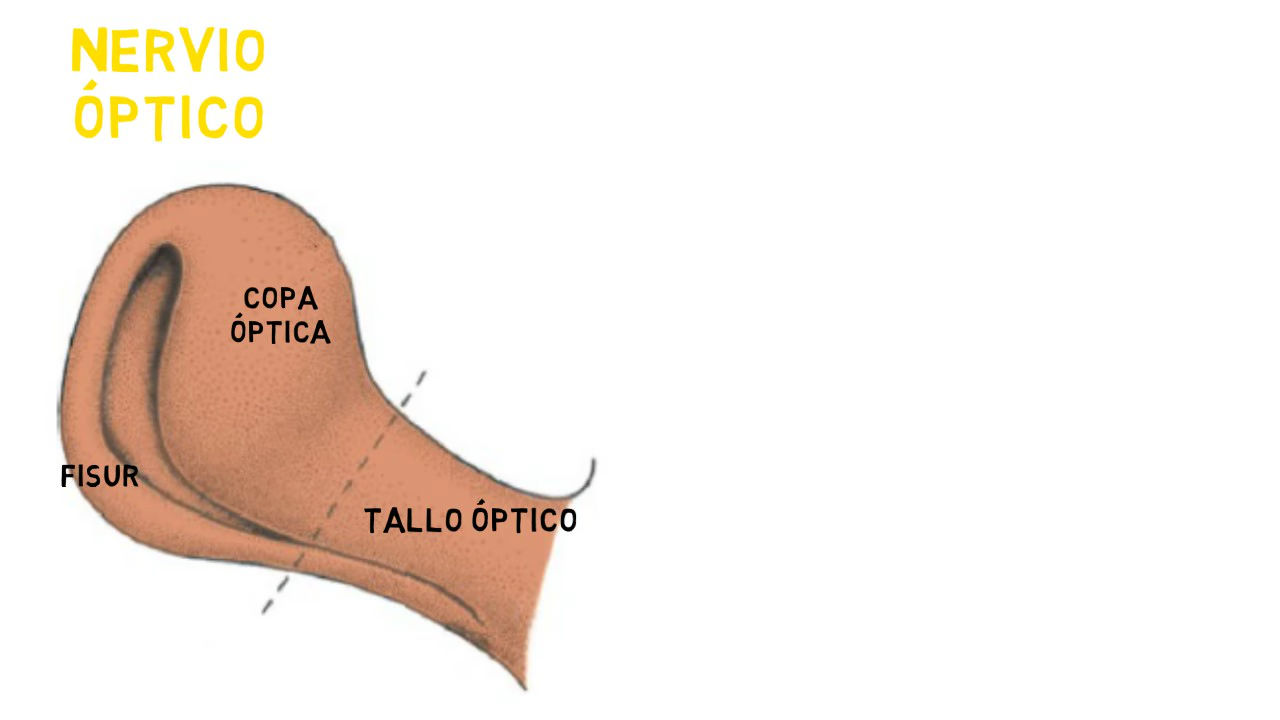 NERVIO
ÓPTICO
COPA
ÓPTICA
FISUR
TALLO ÓPTICO